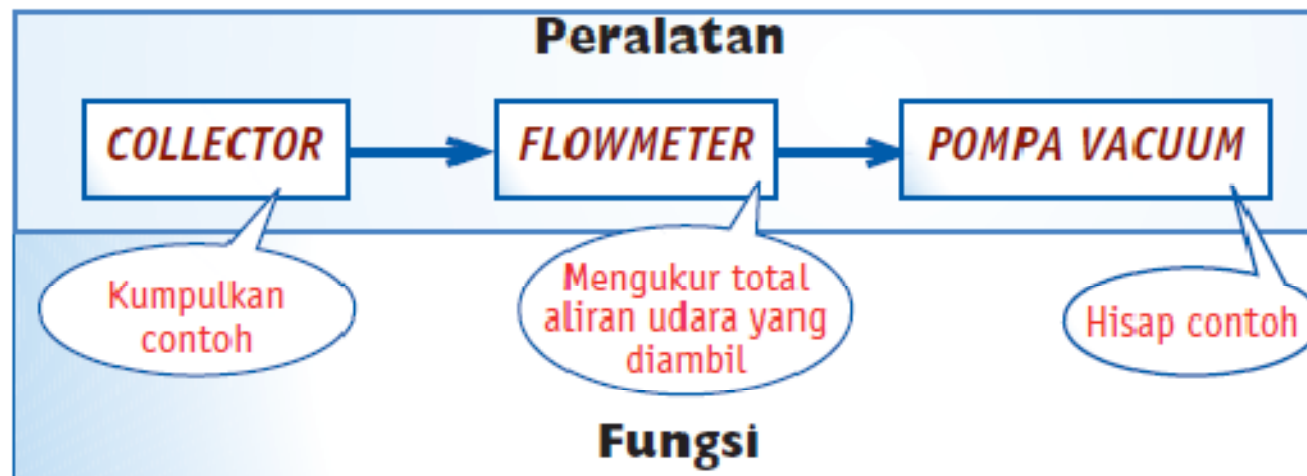 Peralatan
COLLECTOR
FLOWMETER
POMPA VACUUM
Kumpulkan
contoh
Mengukur total
aliran udara yang
diambil
Hisap contoh
Fungsi